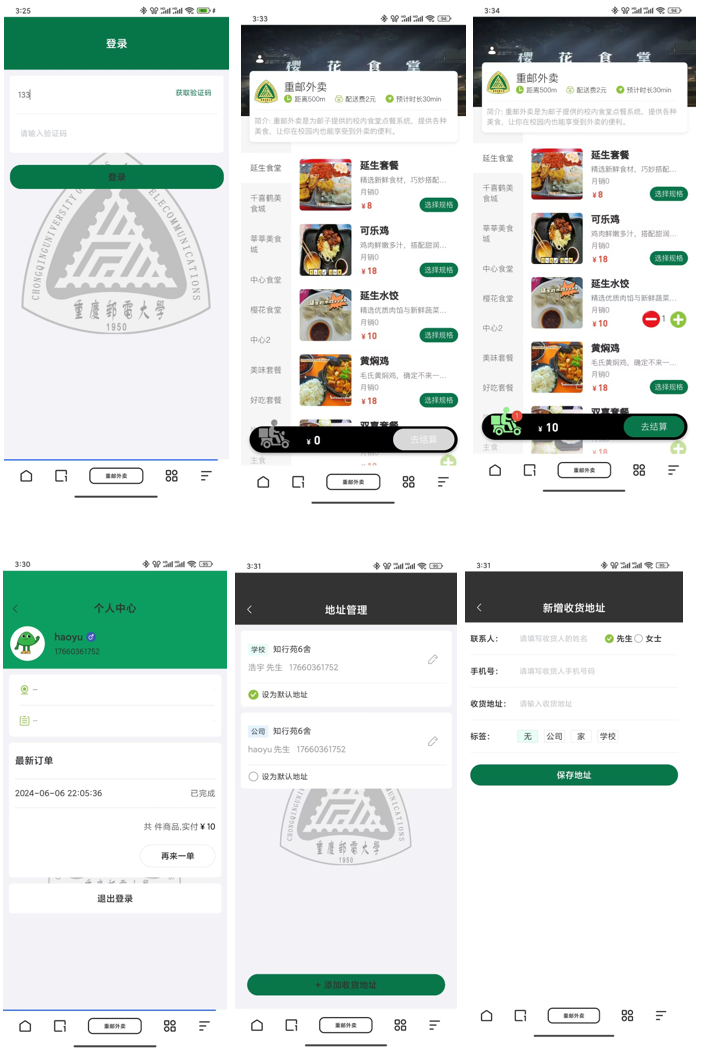 3:25
登录
133
获取验证码
请输入验证码
登录
CHONGQING UNIVERSITY OF POSTS AND TELECOMMUNICATIONS
重慶郵電大學
1950
重邮外卖
3:33
櫻花食堂
重邮外卖
距离500m
配送费2元
预计时长30min
简介: 重邮外卖是为邮子提供的校内食堂点餐系统，提供各种
美食，让你在校园内也能享受到外卖的便利。
延生食堂
千喜鹤美
食城
莘莘美食
城
中心食堂
樱花食堂
中心2
美味套餐
好吃套餐
主食
延生套餐
精选新鲜食材，巧妙搭配...
月销0
¥ 8
选择规格
可乐鸡
鸡肉鲜嫩多汁，搭配甜润...
月销0
¥ 18
选择规格
延生水饺
精选优质肉馅与新鲜蔬菜...
月销0
¥ 10
选择规格
黄焖鸡
毛氏黄焖鸡，确定不来一...
月销0
¥ 18
选择规格
双喜套餐
¥ 0
去结算
重邮外卖
3:34
櫻花食堂
重邮外卖
距离500m
配送费2元
预计时长30min
简介: 重邮外卖是为邮子提供的校内食堂点餐系统，提供各种
美食，让你在校园内也能享受到外卖的便利。
延生食堂
千喜鹤美
食城
莘莘美食
城
中心食堂
樱花食堂
中心2
美味套餐
好吃套餐
延生套餐
精选新鲜食材，巧妙搭配...
月销0
¥ 8
选择规格
可乐鸡
鸡肉鲜嫩多汁，搭配甜润...
月销0
¥ 18
选择规格
延生水饺
精选优质肉馅与新鲜蔬菜...
月销0
¥ 10
1
黄焖鸡
毛氏黄焖鸡，确定不来一...
月销0
¥ 18
选择规格
双喜套餐
1
¥ 10
去结算
重邮外卖
3:30
个人中心
haoyu
17660361752
--
--
最新订单
2024-06-06 22:05:36
已完成
共 件商品,实付 ¥ 10
再来一单
退出登录
重邮外卖
3:31
地址管理
学校 知行苑6舍
浩宇 先生 17660361752
设为默认地址
公司 知行苑6舍
haoyu 先生 17660361752
设为默认地址
重慶郵電大學
1950
+ 添加收货地址
重邮外卖
3:31
新增收货地址
联系人: 请填写收货人的姓名 先生 女士
手机号: 请填写收货人手机号码
收货地址: 请输入收货地址
标签: 无 公司 家 学校
保存地址
重邮外卖